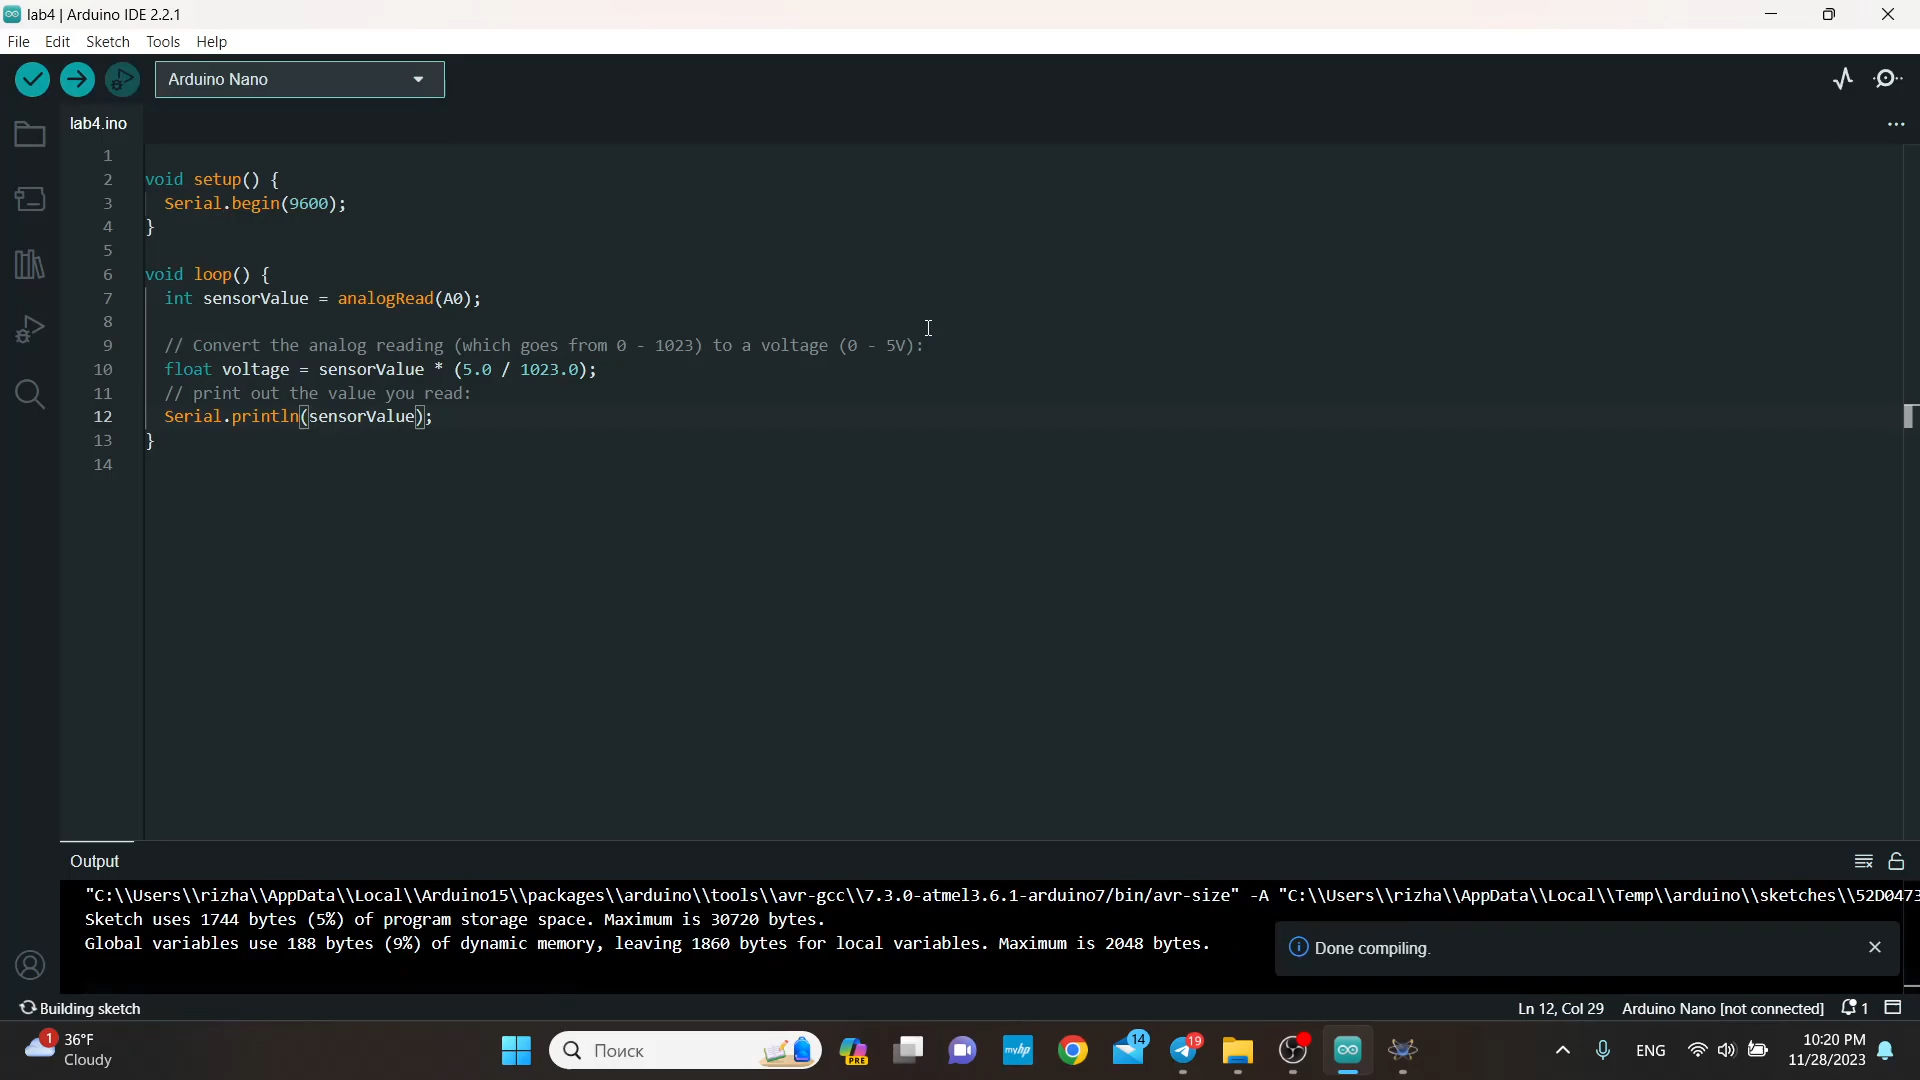 lab4 | Arduino IDE 2.2.1
File Edit Sketch Tools Help
Arduino Nano
lab4.ino
1
2 void setup() {
3 Serial.begin(9600);
4 }
5
6 void loop() {
7 int sensorValue = analogRead(A0);
8
9 // Convert the analog reading (which goes from 0 - 1023) to a voltage (0 - 5V):
10 float voltage = sensorValue * (5.0 / 1023.0);
11 // print out the value you read:
12 Serial.println(sensorValue);
13 }
14
Output
"C:\\Users\\rizha\\AppData\\Local\\Arduino15\\packages\\arduino\\tools\\avr-gcc\\7.3.0-atmel3.6.1-arduino7/bin/avr-size" -A "C:\\Users\\rizha\\AppData\\Local\\Temp\\arduino\\sketches\\52D0473
Sketch uses 1744 bytes (5%) of program storage space. Maximum is 30720 bytes.
Global variables use 188 bytes (9%) of dynamic memory, leaving 1860 bytes for local variables. Maximum is 2048 bytes.
Done compiling.
Building sketch
Ln 12, Col 29 Arduino Nano [not connected] 1
1 36°F
Cloudy
Поиск
PRE
myhp
14
19
ENG
10:20 PM
11/28/2023